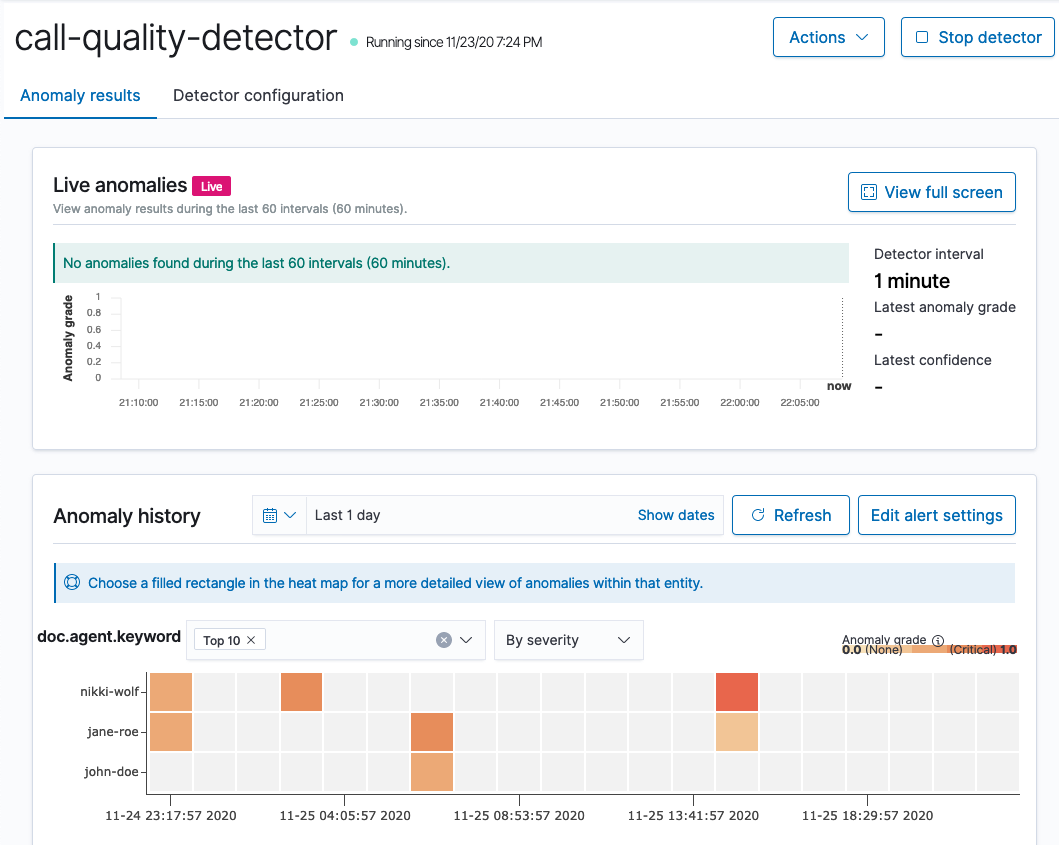 call-quality-detector
Running since 11/23/20 7:24 PM
Actions
Stop detector
Anomaly results
Detector configuration
Live anomalies
Live
View anomaly results during the last 60 intervals (60 minutes).
View full screen
No anomalies found during the last 60 intervals (60 minutes).
Detector interval
1 minute
Latest anomaly grade
-
Latest confidence
-
Anomaly grade
1
0.8
0.6
0.4
0.2
0
now
21:10:00 21:15:00 21:20:00 21:25:00 21:30:00 21:35:00 21:40:00 21:45:00 21:50:00 21:55:00 22:00:00 22:05:00
Anomaly history
Last 1 day
Show dates
Refresh
Edit alert settings
Choose a filled rectangle in the heat map for a more detailed view of anomalies within that entity.
doc.agent.keyword
Top 10
By severity
Anomaly grade
0.0 (None) (Critical) 1.0
nikki-wolf
jane-roe
john-doe
11-24 23:17:57 2020 11-25 04:05:57 2020 11-25 08:53:57 2020 11-25 13:41:57 2020 11-25 18:29:57 2020